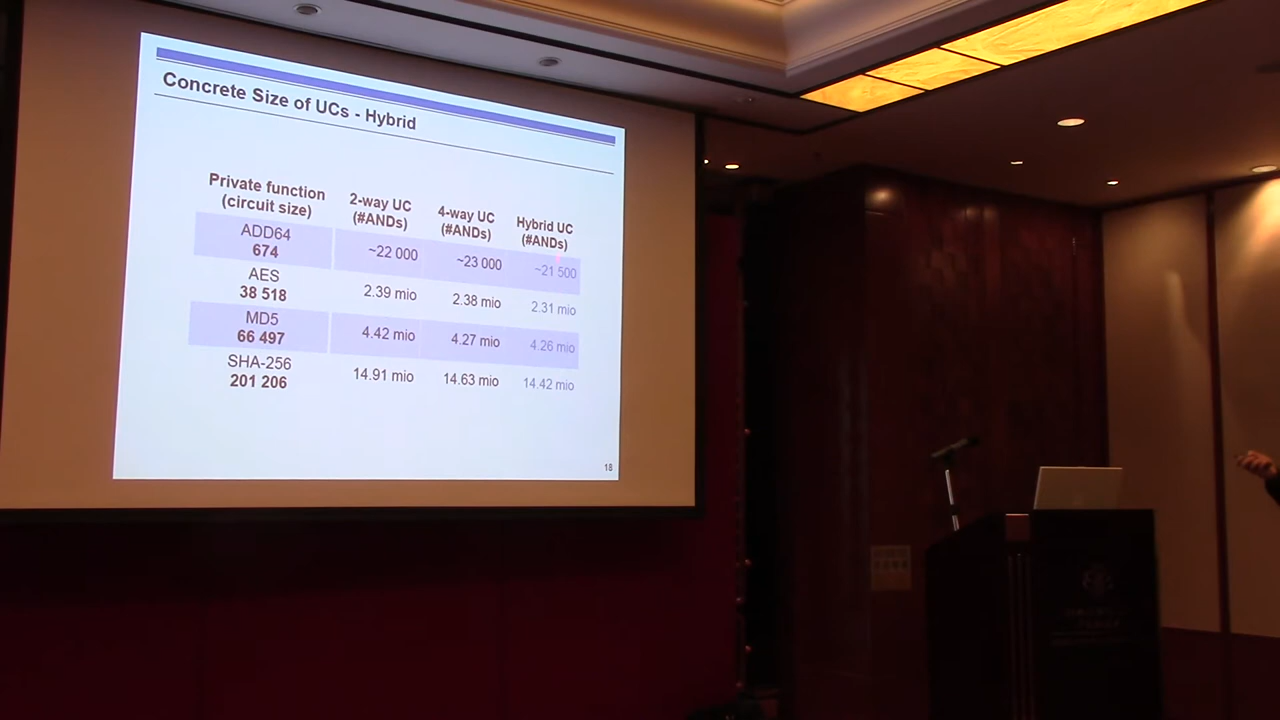 Concrete Size of UCs - Hybrid
Private function (circuit size) 2-way UC (#ANDs) 4-way UC (#ANDs) Hybrid UC (#ANDs)
ADD64 674 ~22 000 ~23 000 ~21 500
AES 38 518 2.39 mio 2.38 mio 2.31 mio
MD5 66 497 4.42 mio 4.27 mio 4.26 mio
SHA-256 201 206 14.91 mio 14.63 mio 14.42 mio
18